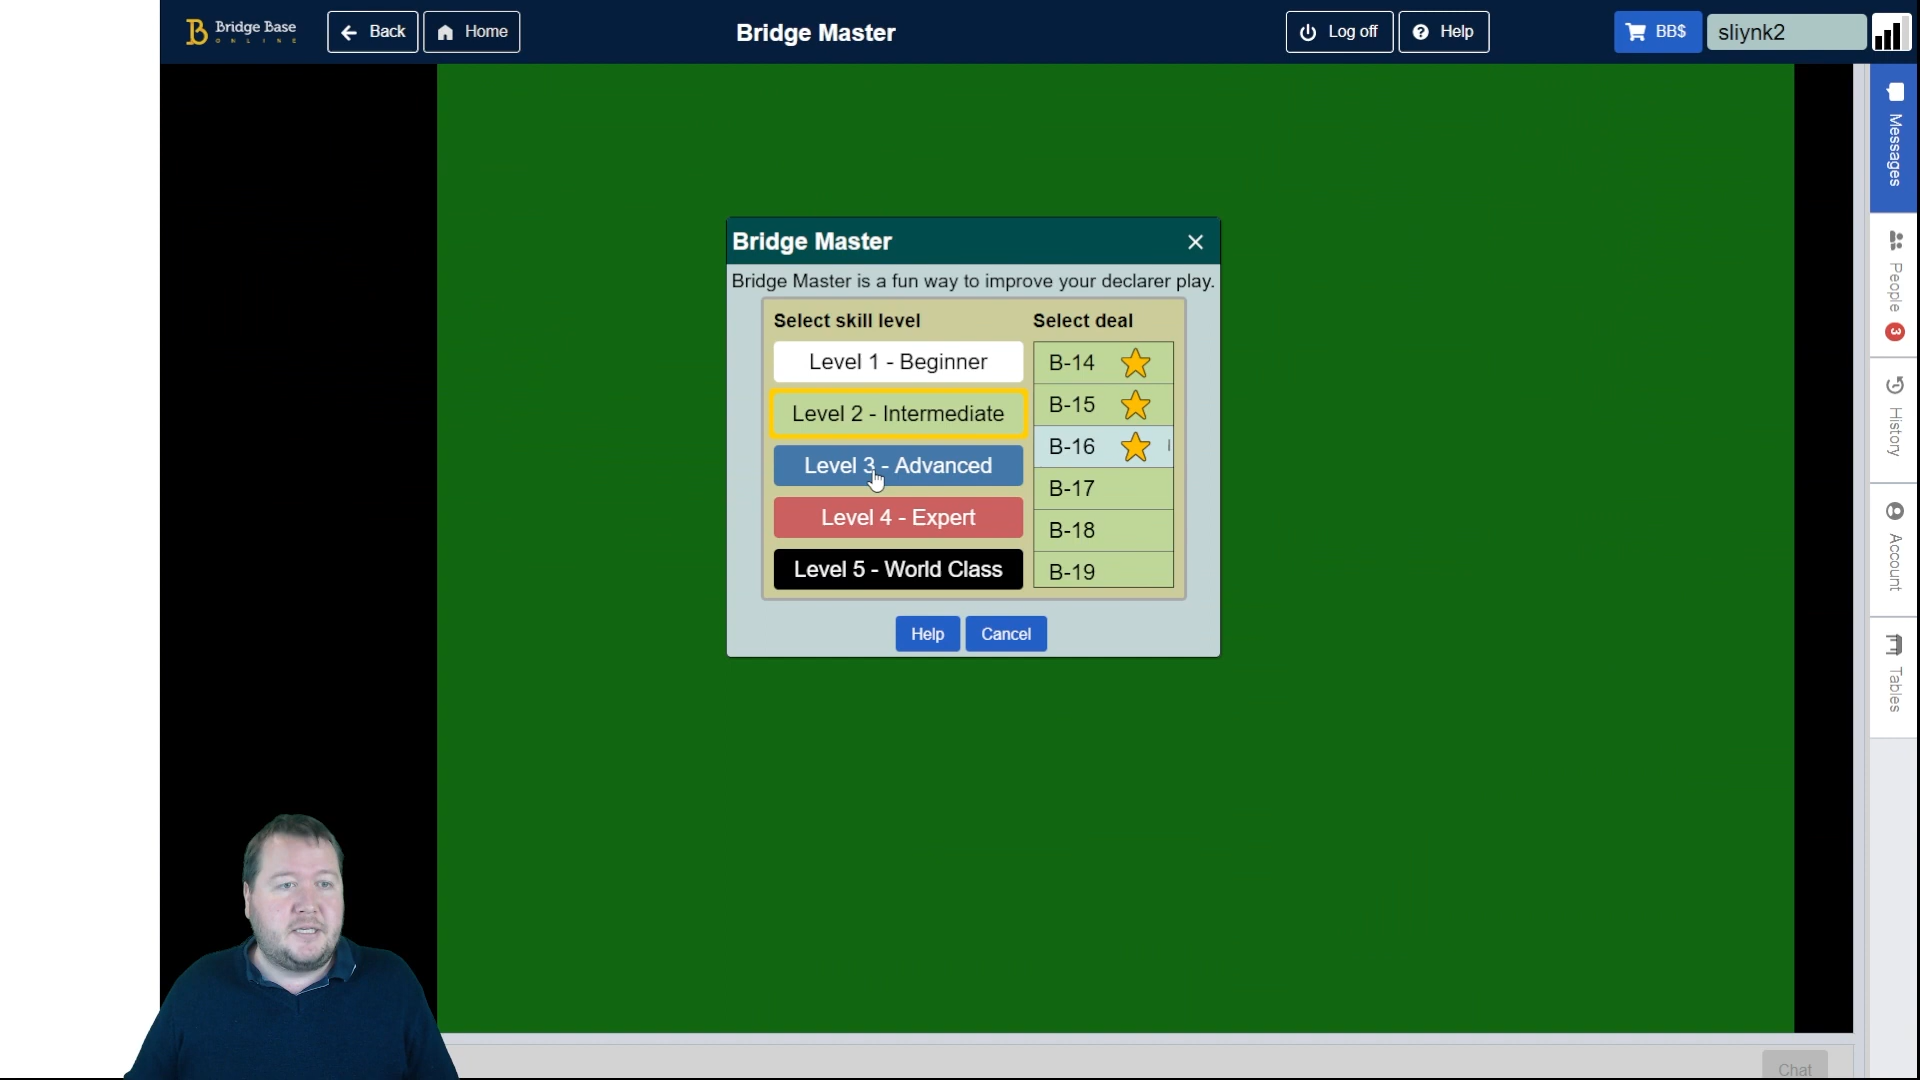 Bridge Base
ONLINE
Back
Home
Bridge Master
Log off
Help
BB$
sliynk2
Messages
People
3
History
Account
Tables
Bridge Master
Bridge Master is a fun way to improve your declarer play.
Select skill level
Select deal
Level 1 - Beginner
Level 2 - Intermediate
Level 3 - Advanced
Level 4 - Expert
Level 5 - World Class
B-14
B-15
B-16
B-17
B-18
B-19
Help
Cancel
Chat